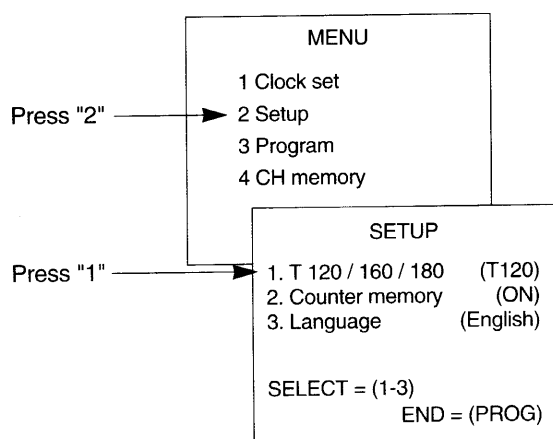 MENU
1 Clock set
Press "2" 2 Setup
3 Program
4 CH memory
SETUP
Press "1" 1. T 120 / 160 / 180 (T120)
2. Counter memory (ON)
3. Language (English)
SELECT = (1-3)
END = (PROG)